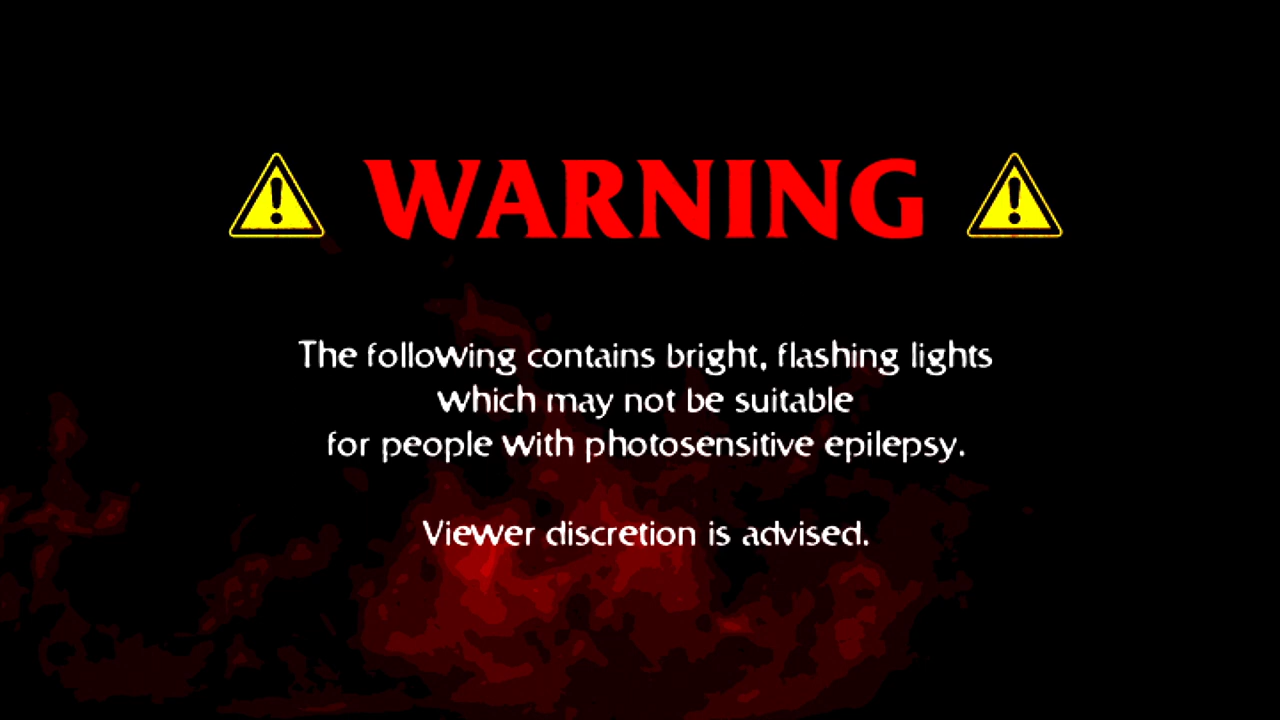 WARNING
The following contains bright, flashing lights
which may not be suitable
for people with photosensitive epilepsy.
Viewer discretion is advised.